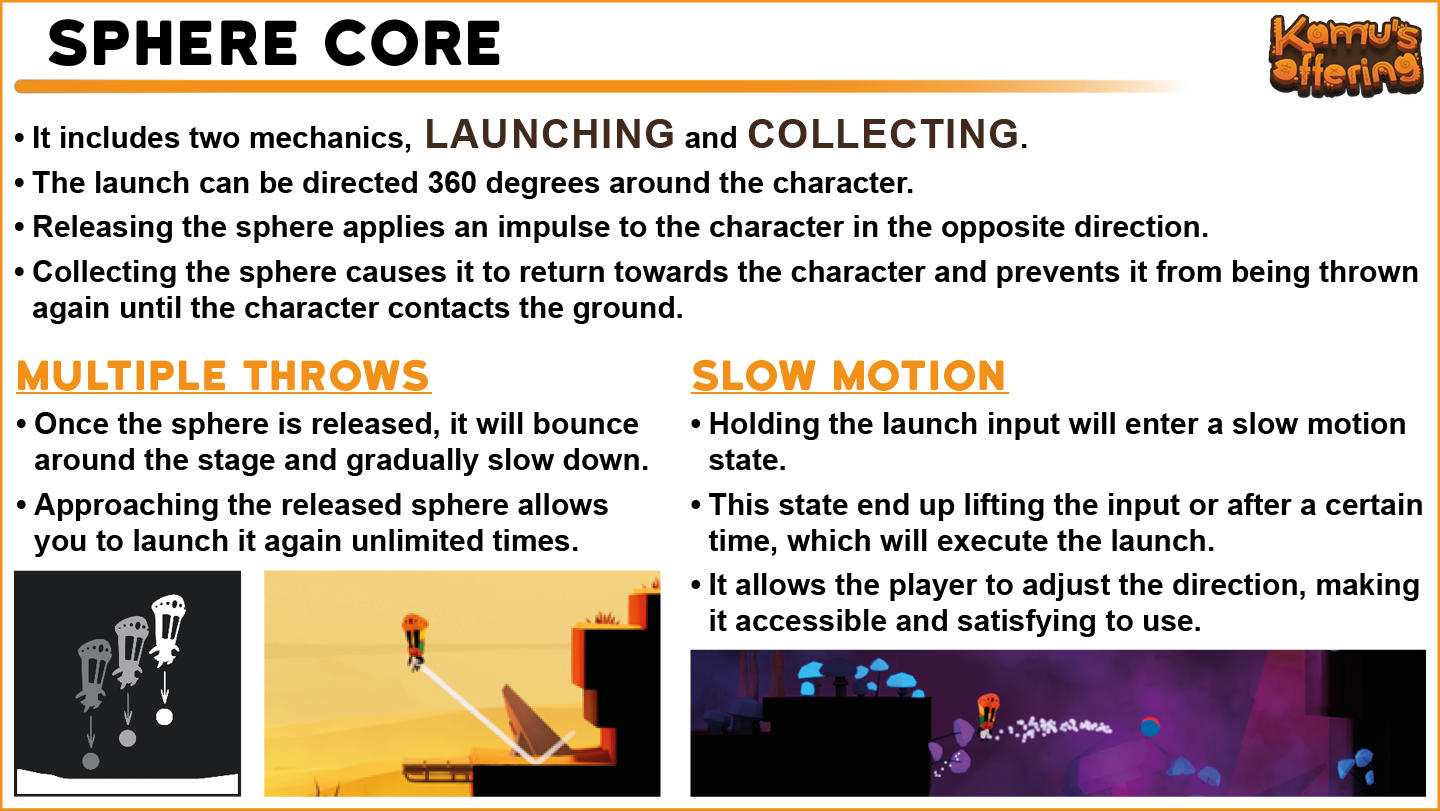 SPHERE CORE
Kamu's
offering
• It includes two mechanics, LAUNCHING and COLLECTING.
• The launch can be directed 360 degrees around the character.
• Releasing the sphere applies an impulse to the character in the opposite direction.
• Collecting the sphere causes it to return towards the character and prevents it from being thrown
again until the character contacts the ground.
MULTIPLE THROWS
• Once the sphere is released, it will bounce
around the stage and gradually slow down.
• Approaching the released sphere allows
you to launch it again unlimited times.
SLOW MOTION
• Holding the launch input will enter a slow motion
state.
• This state end up lifting the input or after a certain
time, which will execute the launch.
• It allows the player to adjust the direction, making
it accessible and satisfying to use.